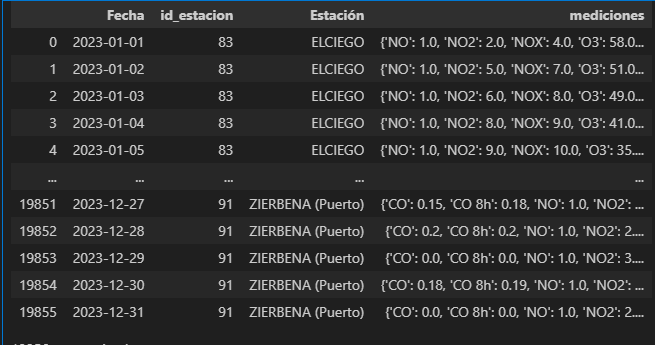 Fecha id_estacion Estación mediciones
0 2023-01-01 83 ELCIEGO {'NO': 1.0, 'NO2': 2.0, 'NOX': 4.0, 'O3': 58.0...
1 2023-01-02 83 ELCIEGO {'NO': 1.0, 'NO2': 5.0, 'NOX': 7.0, 'O3': 51.0...
2 2023-01-03 83 ELCIEGO {'NO': 1.0, 'NO2': 6.0, 'NOX': 8.0, 'O3': 49.0...
3 2023-01-04 83 ELCIEGO {'NO': 1.0, 'NO2': 8.0, 'NOX': 9.0, 'O3': 41.0...
4 2023-01-05 83 ELCIEGO {'NO': 1.0, 'NO2': 9.0, 'NOX': 10.0, 'O3': 35....
... ... ... ... ...
19851 2023-12-27 91 ZIERBENA (Puerto) {'CO': 0.15, 'CO 8h': 0.18, 'NO': 1.0, 'NO2': ...
19852 2023-12-28 91 ZIERBENA (Puerto) {'CO': 0.2, 'CO 8h': 0.2, 'NO': 1.0, 'NO2': 2....
19853 2023-12-29 91 ZIERBENA (Puerto) {'CO': 0.0, 'CO 8h': 0.0, 'NO': 1.0, 'NO2': 3....
19854 2023-12-30 91 ZIERBENA (Puerto) {'CO': 0.18, 'CO 8h': 0.19, 'NO': 1.0, 'NO2': ...
19855 2023-12-31 91 ZIERBENA (Puerto) {'CO': 0.0, 'CO 8h': 0.0, 'NO': 1.0, 'NO2': 2....